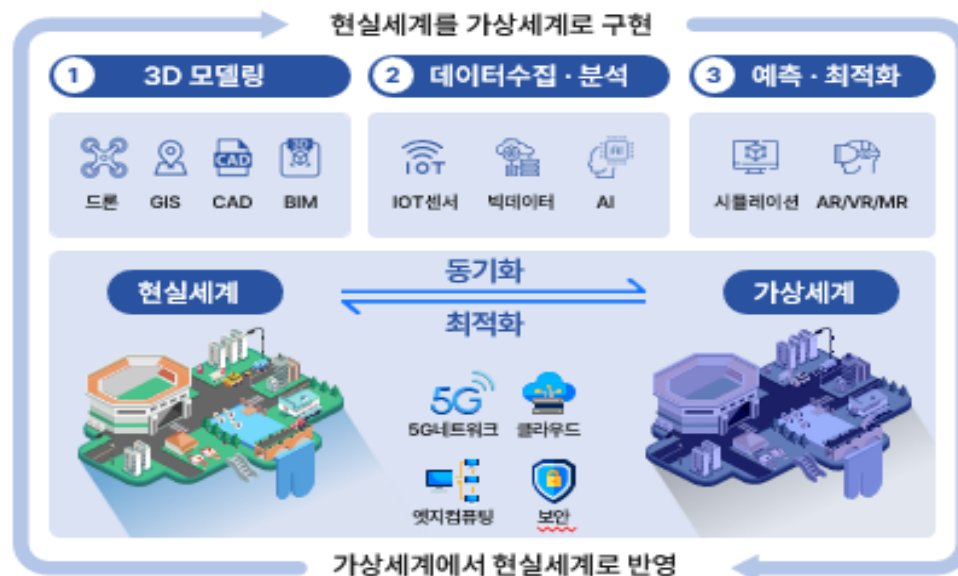 현실세계를 가상세계로 구현
1 3D 모델링
2 데이터수집 · 분석
3 예측 · 최적화
CAD
3D
IOT
AI
드론 GIS CAD BIM
IOT센서 빅데이터 AI
시뮬레이션 AR/VR/MR
현실세계
동기화
최적화
가상세계
5G
5G네트워크 클라우드
엣지컴퓨팅 보안
가상세계에서 현실세계로 반영